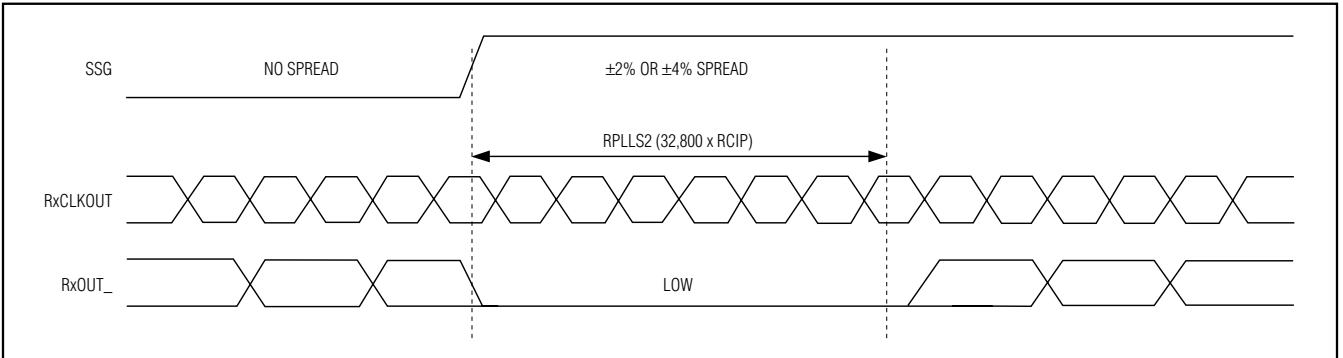 SSG
NO SPREAD
±2% OR ±4% SPREAD
RPLLS2 (32,800 x RCIP)
RxCLKOUT
RxOUT_
LOW